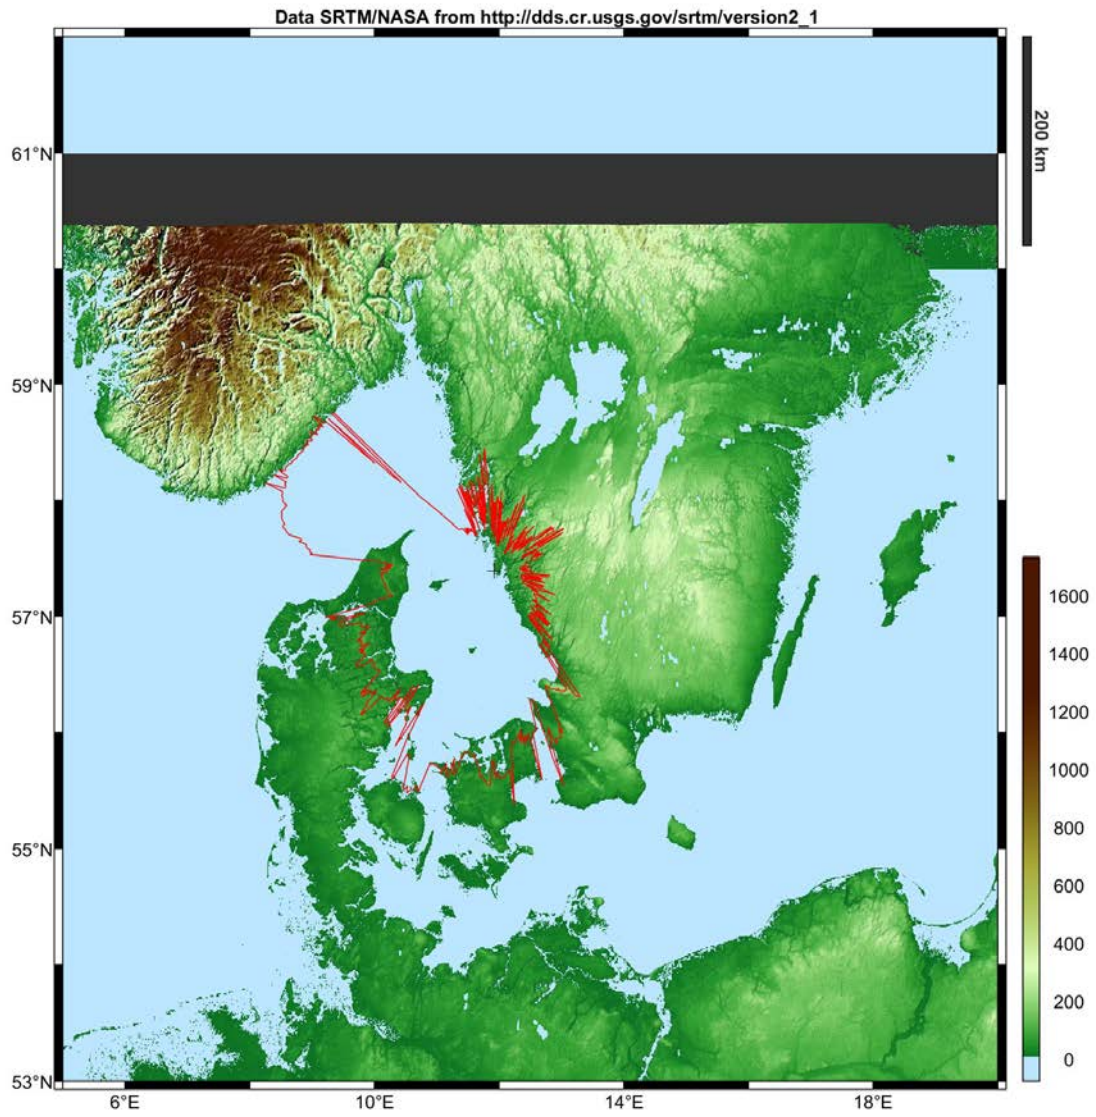 Data SRTM/NASA from http://dds.cr.usgs.gov/srtm/version2_1
200 km
61°N
59°N
57°N
55°N
53°N
6°E
10°E
14°E
18°E
1600
1400
1200
1000
800
600
400
200
0